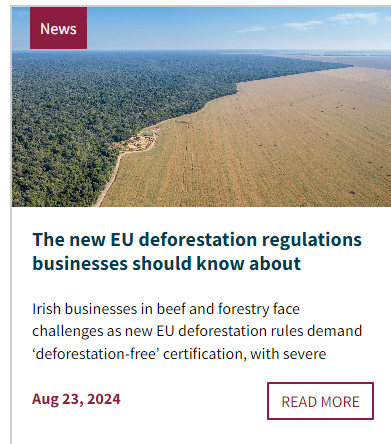 News
The new EU deforestation regulations
businesses should know about
Irish businesses in beef and forestry face
challenges as new EU deforestation rules demand
‘deforestation-free’ certification, with severe
Aug 23, 2024
READ MORE